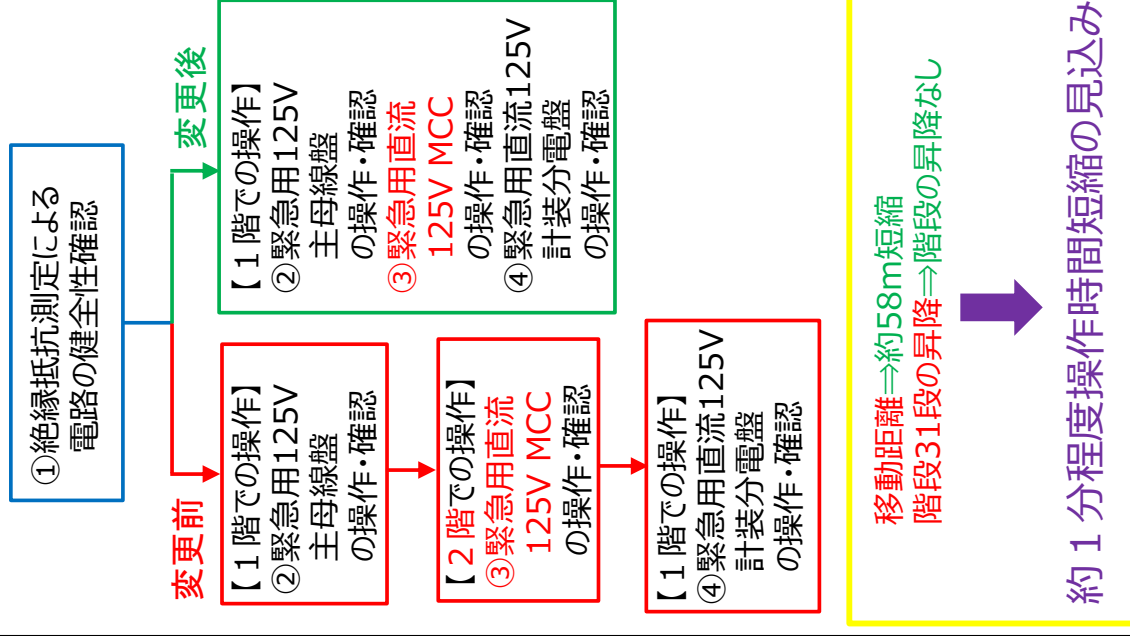 ①絶縁抵抗測定による
電路の健全性確認
変更前
【1階での操作】
②緊急用125V
主母線盤
の操作・確認
【2階での操作】
③緊急用直流
125V MCC
の操作・確認
【1階での操作】
④緊急用直流125V
計装分電盤
の操作・確認
変更後
【1階での操作】
②緊急用125V
主母線盤
の操作・確認
③緊急用直流
125V MCC
の操作・確認
④緊急用直流125V
計装分電盤
の操作・確認
移動距離⇒約58m短縮
階段31段の昇降⇒階段の昇降なし
約1分程度操作時間短縮の見込み